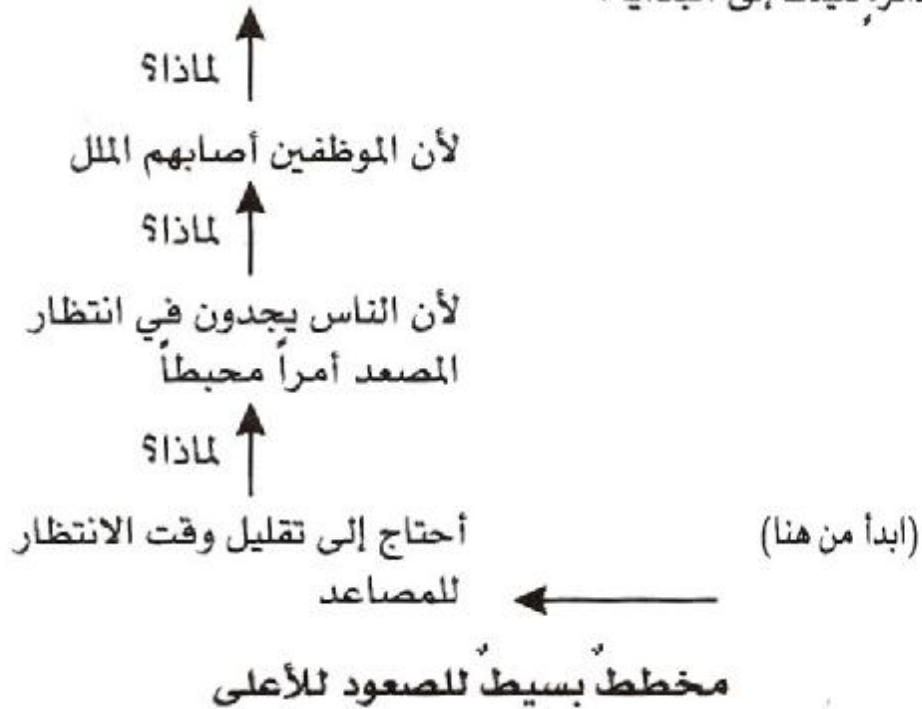 لماذا؟
لأن الموظفين أصابهم الملل
لماذا؟
لأن الناس يجدون في انتظار
المصعد أمراً محبطاً
لماذا؟
أحتاج إلى تقليل وقت الانتظار
للمصاعد
(ابدأ من هنا)
مخططٌ بسيطٌ للصعود للأعلى